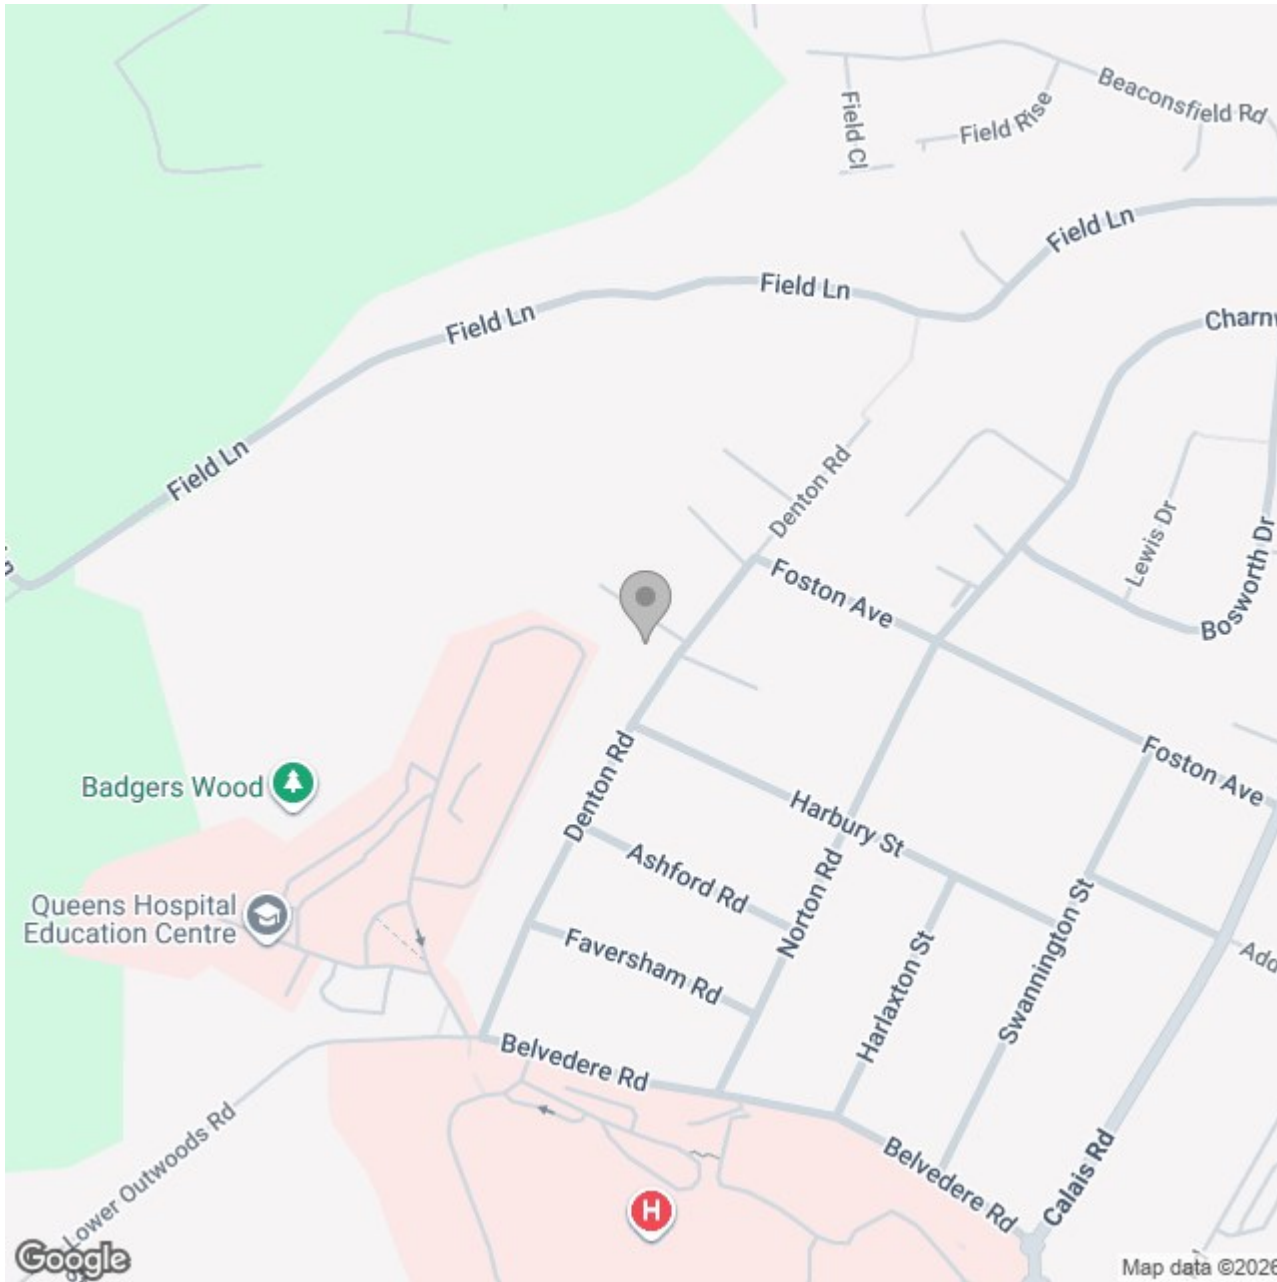 Beaconsfield Rd
Field Cl
Field Rise
Field Ln
Field Ln
Field Ln
Field Ln
Charnw
Denton Rd
Lewis Dr
Bosworth Dr
Foston Ave
Foston Ave
Denton Rd
Badgers Wood
Harbury St
Ashford Rd
Norton Rd
Queens Hospital
Education Centre
Faversham Rd
Harlaxton St
Swannington St
Add
Belvedere Rd
Belvedere Rd
Calais Rd
Lower Outwoods Rd
H
Google
Map data ©2026